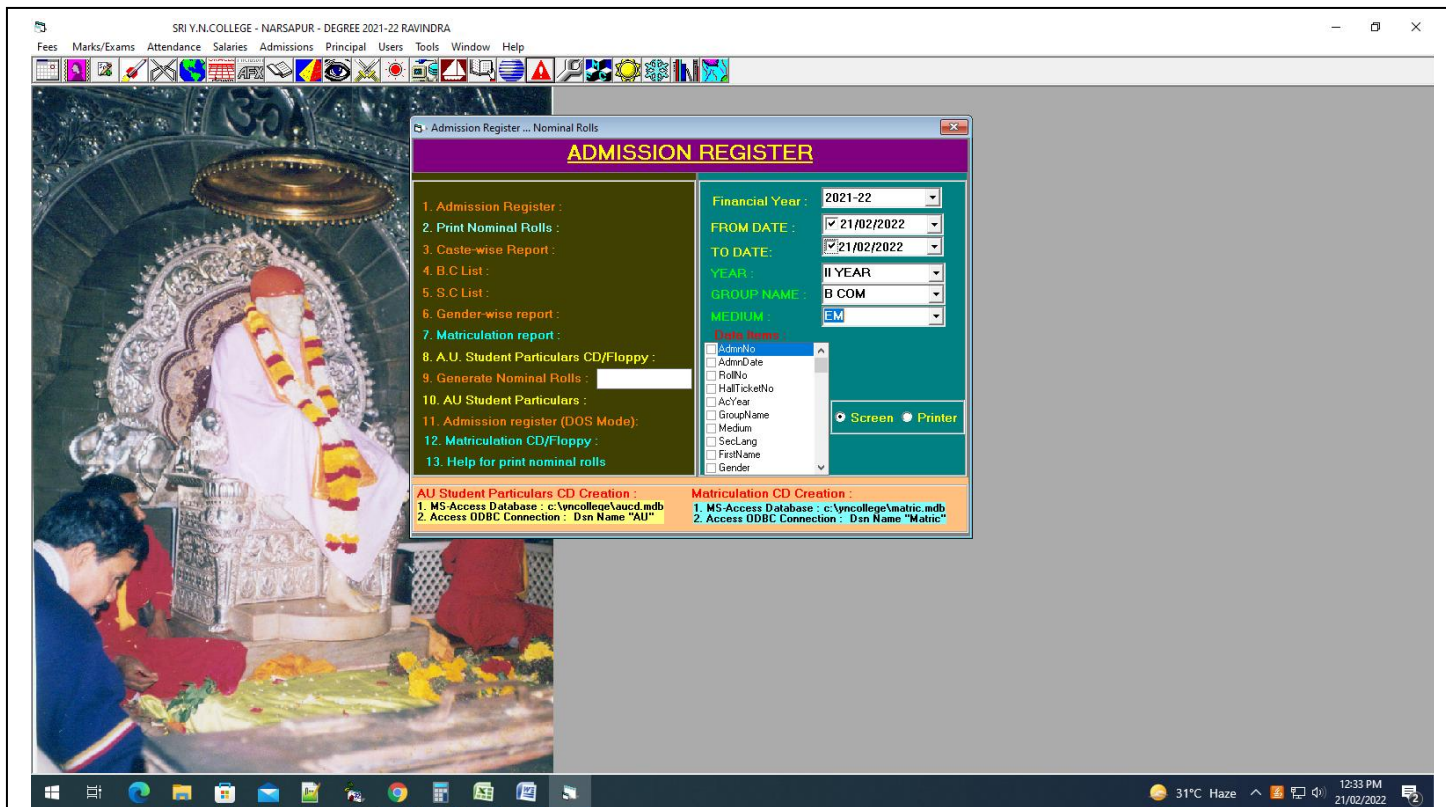 SRI Y.N.COLLEGE - NARSAPUR - DEGREE 2021-22 RAVINDRA
Fees Marks/Exams Attendance Salaries Admissions Principal Users Tools Window Help
AFX
Admission Register ... Nominal Rolls
ADMISSION REGISTER
1. Admission Register :
2. Print Nominal Rolls :
3. Caste-wise Report :
4. B.C List :
5. S.C List :
6. Gender-wise report :
7. Matriculation report :
8. A.U. Student Particulars CD/Floppy :
9. Generate Nominal Rolls :
10. AU Student Particulars :
11. Admission register (DOS Mode):
12. Matriculation CD/Floppy :
13. Help for print nominal rolls
Financial Year : 2021-22
FROM DATE : 21/02/2022
TO DATE: 21/02/2022
YEAR : II YEAR
GROUP NAME : B COM
MEDIUM : EM
Data Items :
AdmnNo
AdmnDate
RollNo
HallTicketNo
AcYear
GroupName
Medium
SecLang
FirstName
Gender
Screen Printer
AU Student Particulars CD Creation :
1. MS-Access Database : c:\yncollege\aucd.mdb
2. Access ODBC Connection : Dsn Name "AU"
Matriculation CD Creation :
1. MS-Access Database : c:\yncollege\matric.mdb
2. Access ODBC Connection : Dsn Name "Matric"
31°C Haze
12:33 PM
21/02/2022
2